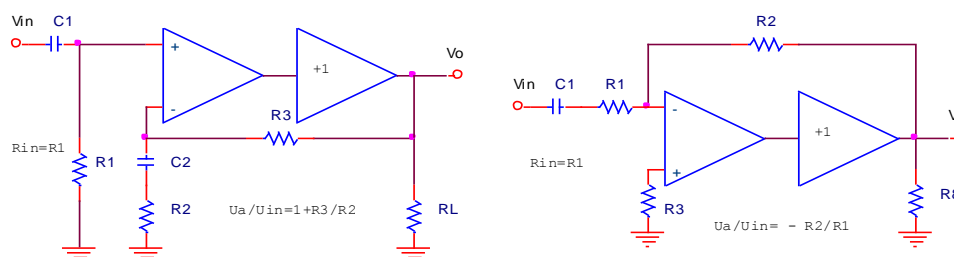 Vin
C1
+
-
+1
Vo
R3
Rin=R1
R1
C2
R2
Ua/Uin=1+R3/R2
RL
R2
Vin
C1
R1
-
+
+1
V
Rin=R1
R3
Ua/Uin= - R2/R1
R8